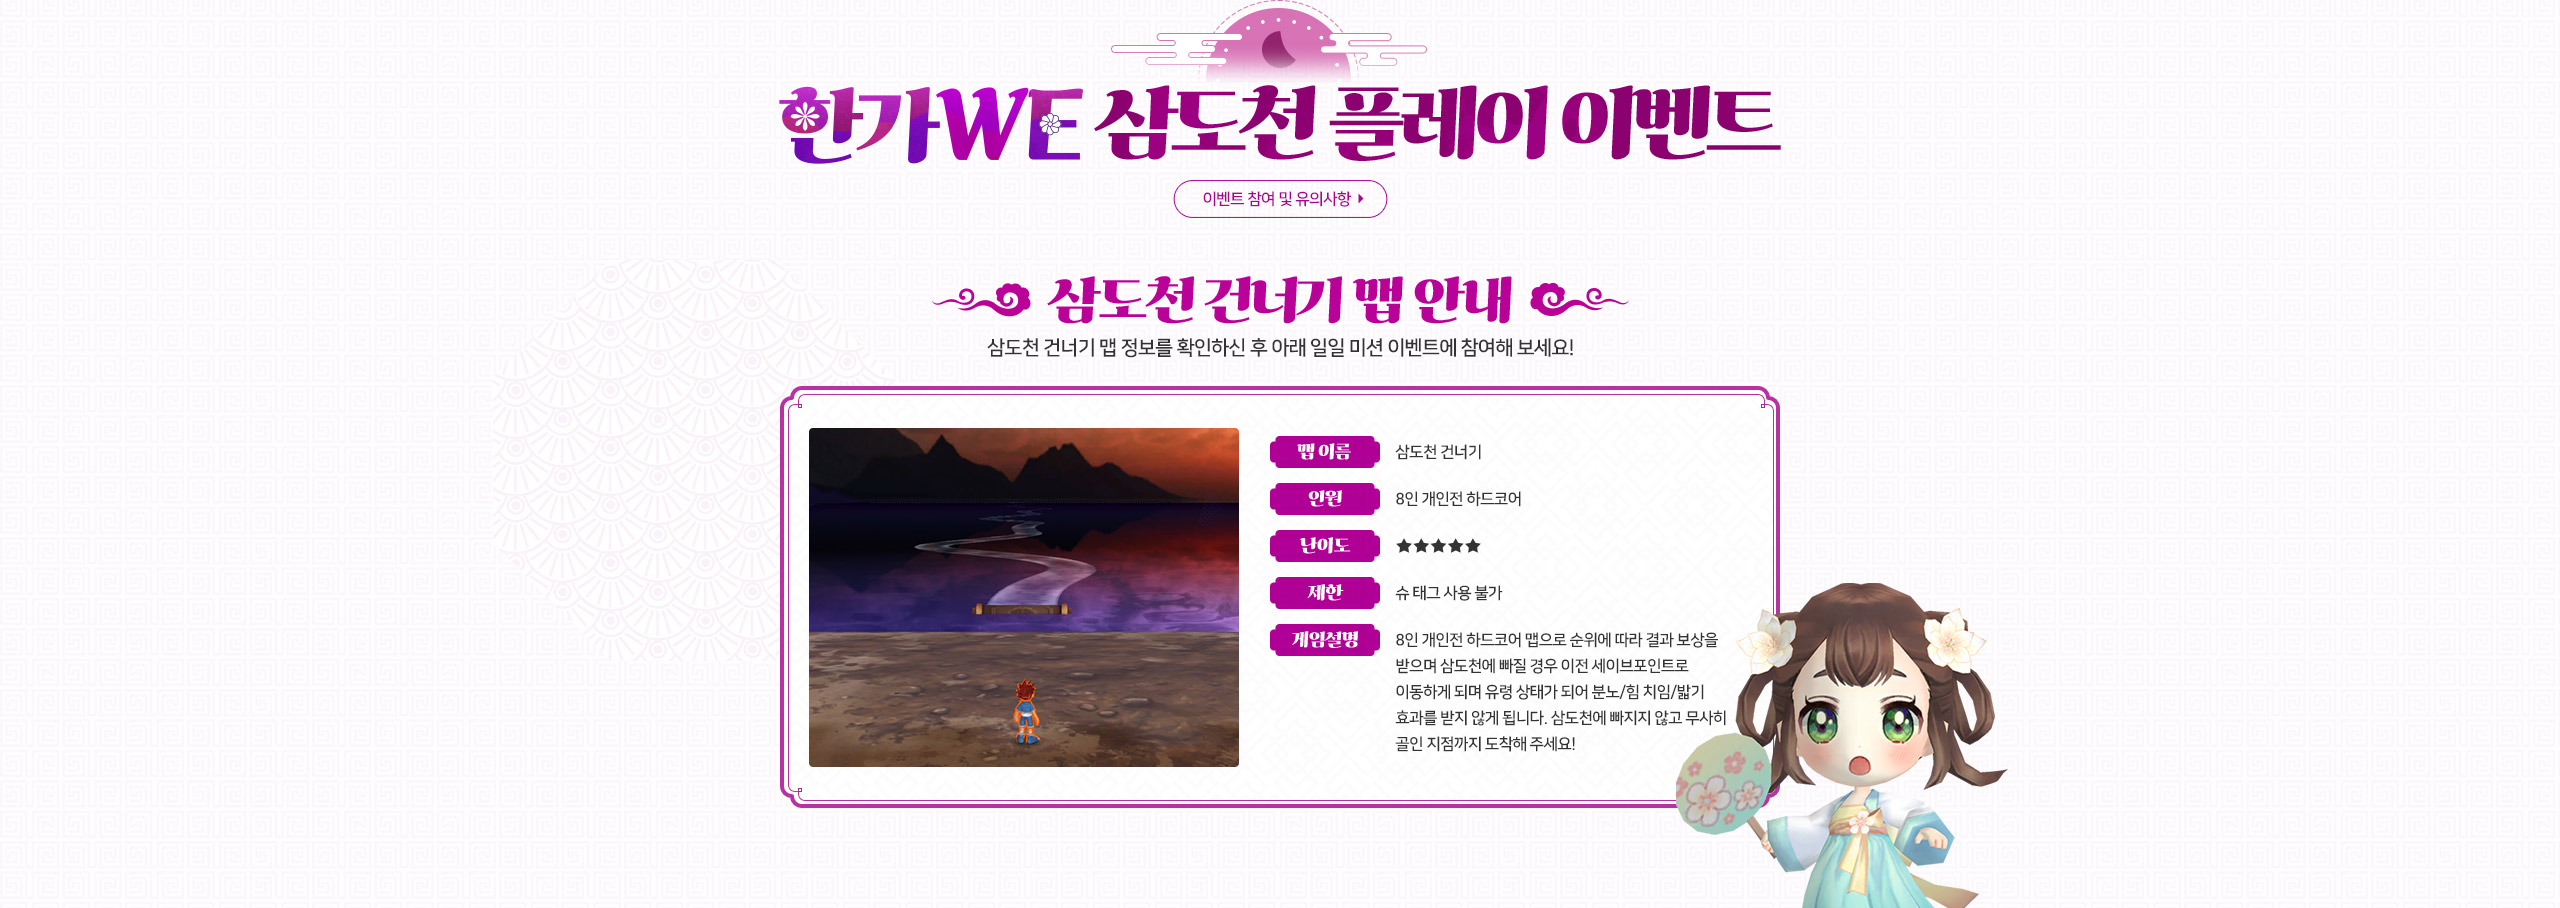 한가WE 삼도천 플레이 이벤트
이벤트 참여 및 유의사항
삼도천 건너기 맵 안내
삼도천 건너기 맵 정보를 확인하신 후 아래 일일 미션 이벤트에 참여해 보세요!
맵 이름 삼도천 건너기
인원 8인 개인전 하드코어
난이도 ★★★★★
제한 슈 태그 사용 불가
게임설명 8인 개인전 하드코어 맵으로 순위에 따라 결과 보상을
받으며 삼도천에 빠질 경우 이전 세이브포인트로
이동하게 되며 유령 상태가 되어 분노/힘 치임/밟기
효과를 받지 않게 됩니다. 삼도천에 빠지지 않고 무사히
골인 지점까지 도착해 주세요!